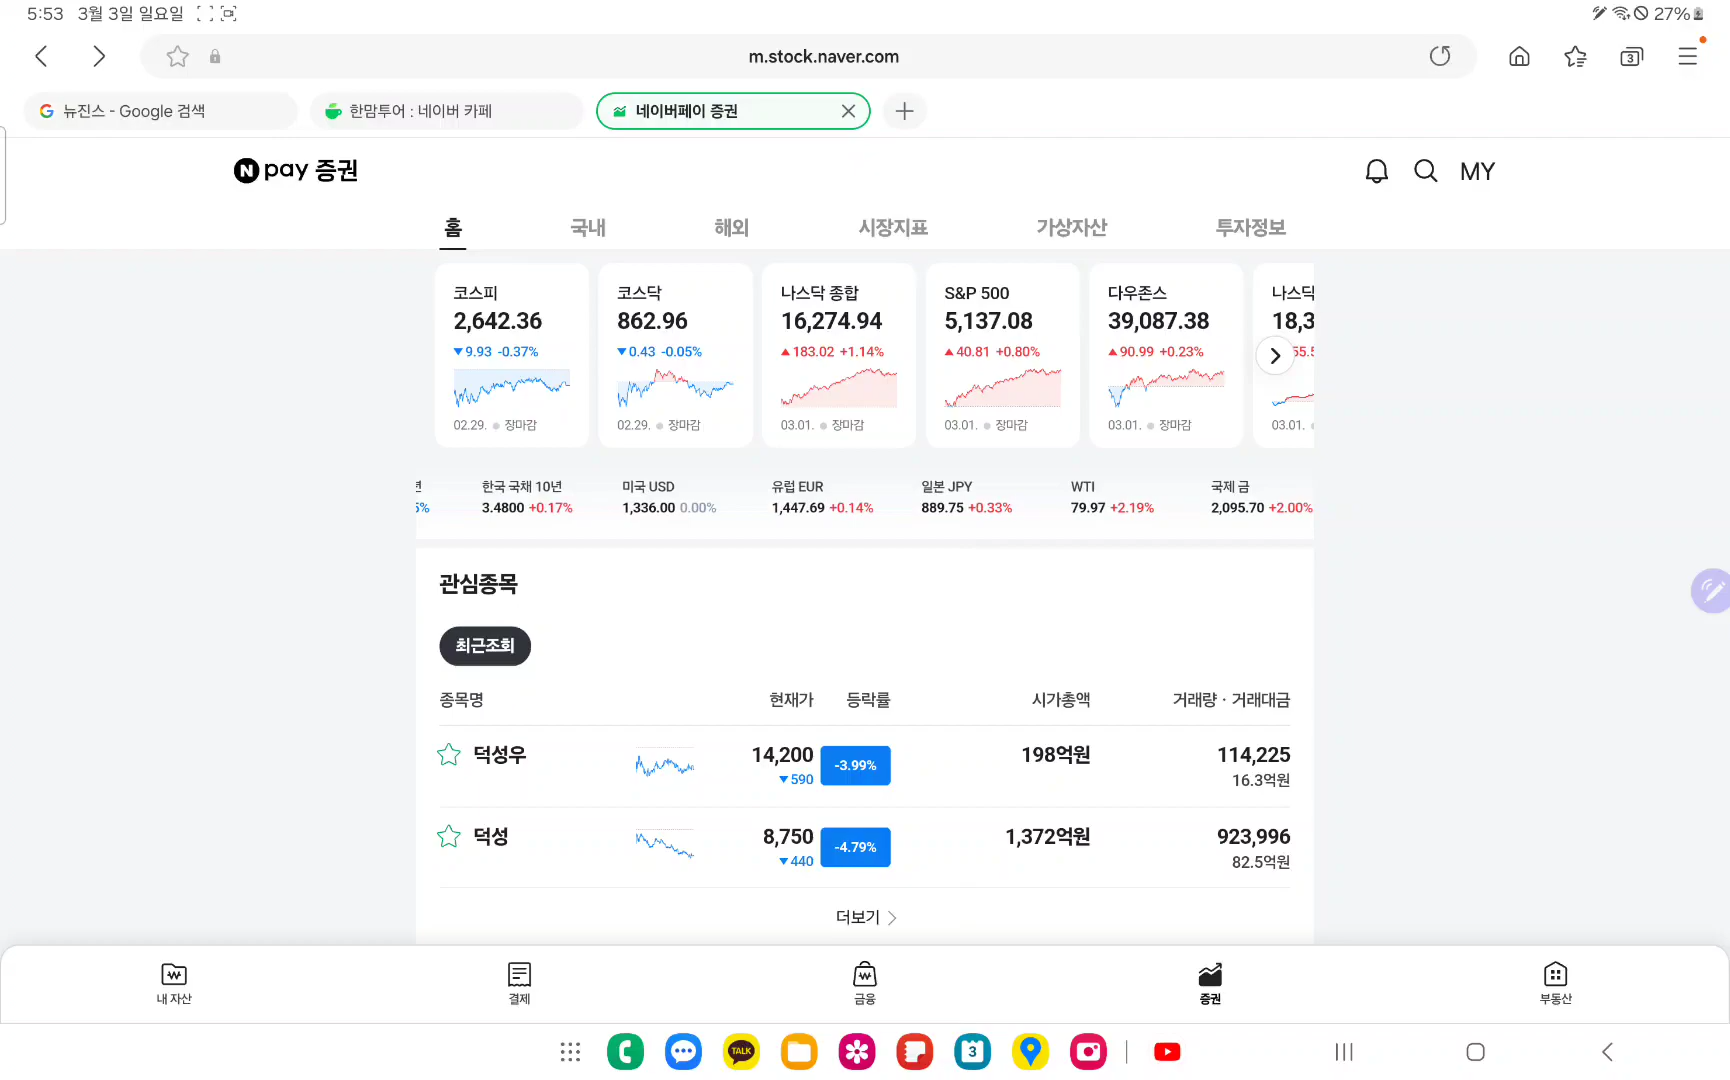 5:53 3월 3일 일요일 27%
m.stock.naver.com 3
뉴진스 - Google 검색 한맘투어 : 네이버 카페 네이버페이 증권
N pay 증권 MY
홈 국내 해외 시장지표 가상자산 투자정보
코스피 코스닥 나스닥 종합 S&P 500 다우존스 나스닥
2,642.36 862.96 16,274.94 5,137.08 39,087.38 18,3
▼9.93 -0.37% ▼0.43 -0.05% ▲183.02 +1.14% ▲40.81 +0.80% ▲90.99 +0.23% 55.5
02.29. 장마감 02.29. 장마감 03.01. 장마감 03.01. 장마감 03.01. 장마감 03.01.
년 한국 국채 10년 미국 USD 유럽 EUR 일본 JPY WTI 국제 금
% 3.4800 +0.17% 1,336.00 0.00% 1,447.69 +0.14% 889.75 +0.33% 79.97 +2.19% 2,095.70 +2.00%
관심종목
최근조회
종목명 현재가 등락률 시가총액 거래량 · 거래대금
덕성우 14,200 -3.99% 198억원 114,225
▼590 16.3억원
덕성 8,750 -4.79% 1,372억원 923,996
▼440 82.5억원
더보기
내 자산 결제 금융 증권 부동산
TALK 3